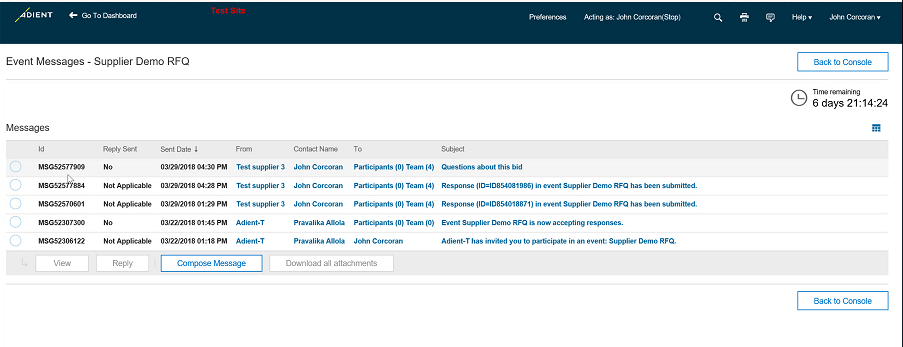 ADIENT Go To Dashboard Test Site Preferences Acting as: John Corcoran(Stop) Help ▾ John Corcoran ▾
Event Messages - Supplier Demo RFQ Back to Console
Time remaining
6 days 21:14:24
Messages
Id Reply Sent Sent Date ↓ From Contact Name To Subject
MSG52577909 No 03/29/2018 04:30 PM Test supplier 3 John Corcoran Participants (0) Team (4) Questions about this bid
MSG52577884 Not Applicable 03/29/2018 04:28 PM Test supplier 3 John Corcoran Participants (0) Team (4) Response (ID=ID854081986) in event Supplier Demo RFQ has been submitted.
MSG52570601 Not Applicable 03/29/2018 01:29 PM Test supplier 3 John Corcoran Participants (0) Team (4) Response (ID=ID854018871) in event Supplier Demo RFQ has been submitted.
MSG52307300 No 03/22/2018 01:45 PM Adient-T Pravalika Allola Participants (0) Team (0) Event Supplier Demo RFQ is now accepting responses.
MSG52306122 Not Applicable 03/22/2018 01:18 PM Adient-T Pravalika Allola John Corcoran Adient-T has invited you to participate in an event: Supplier Demo RFQ.
View Reply Compose Message Download all attachments
Back to Console